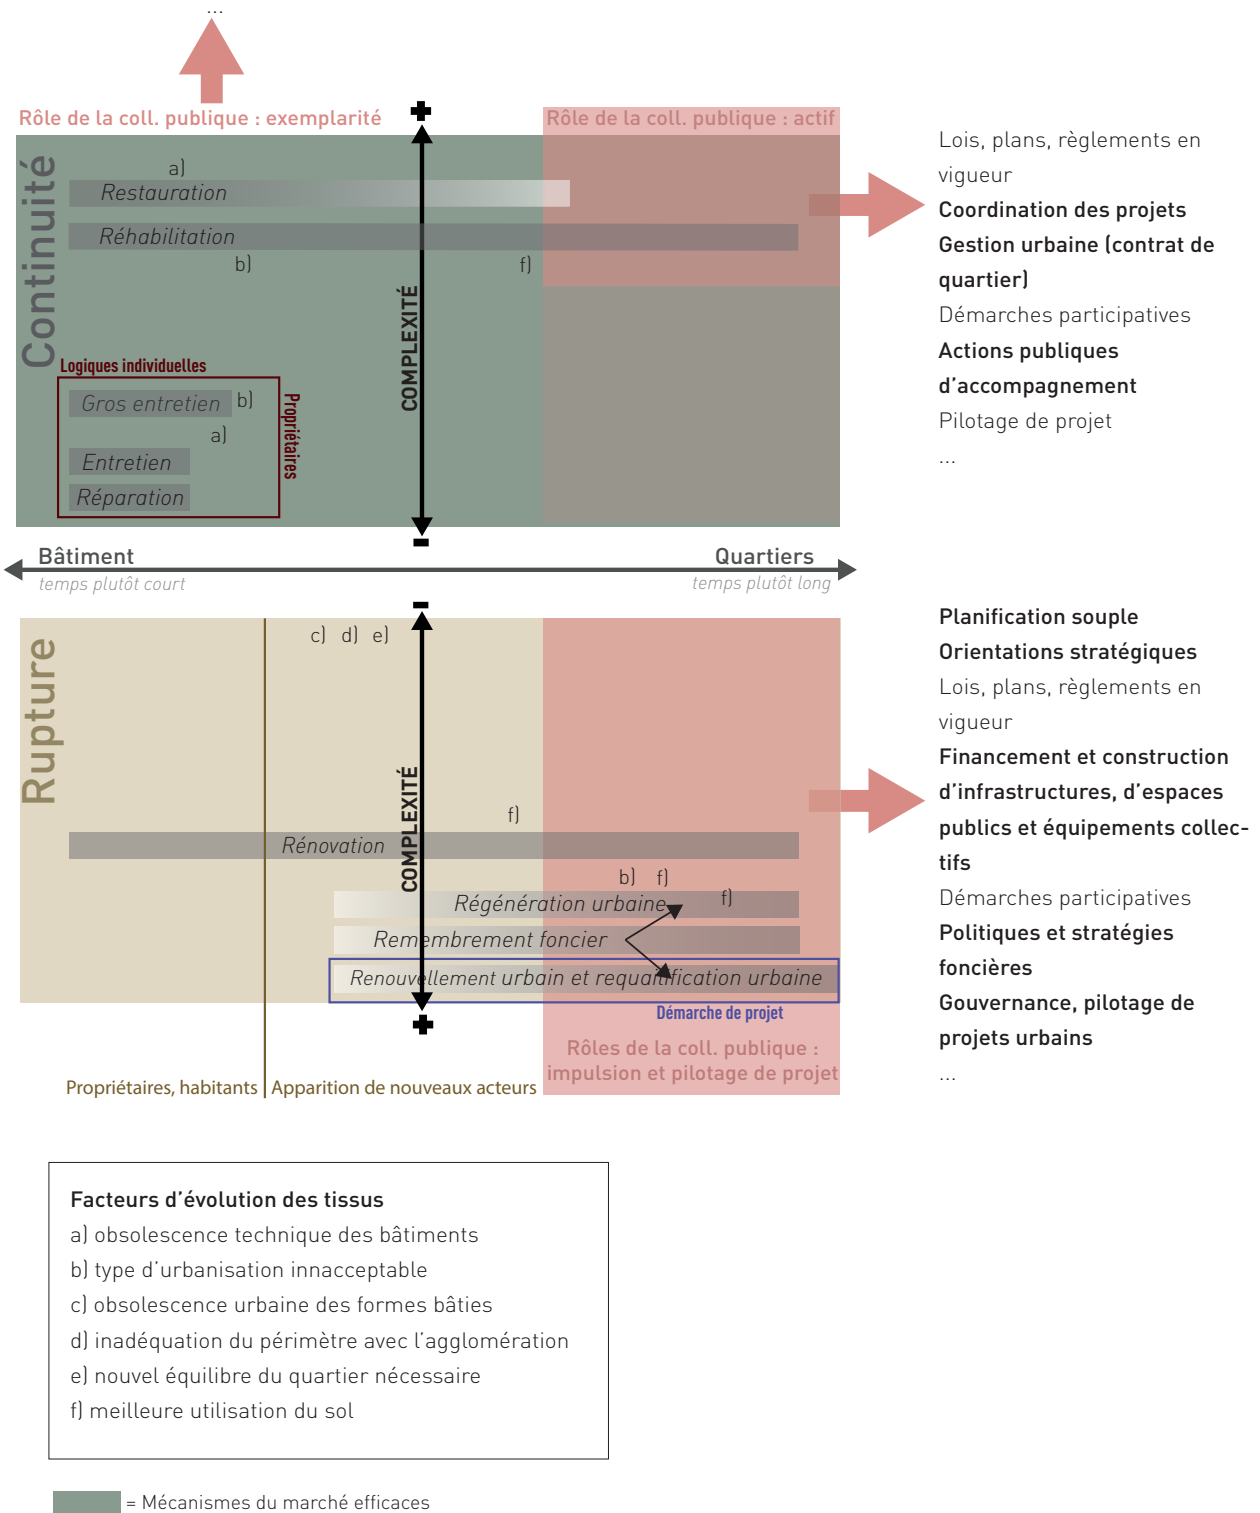 ...
Rôle de la coll. publique : exemplarité
Rôle de la coll. publique : actif
Continuité
a)
Restauration
Réhabilitation
b)
f)
COMPLEXITÉ
Logiques individuelles
Propriétaires
Gros entretien
b)
a)
Entretien
Réparation
Lois, plans, règlements en
vigueur
Coordination des projets
Gestion urbaine (contrat de
quartier)
Démarches participatives
Actions publiques
d'accompagnement
Pilotage de projet
...
Bâtiment
temps plutôt court
Quartiers
temps plutôt long
Rupture
c) d) e)
COMPLEXITÉ
f)
Rénovation
b) f)
f)
Régénération urbaine
Remembrement foncier
Renouvellement urbain et requalification urbaine
Démarche de projet
Rôles de la coll. publique :
impulsion et pilotage de projet
Propriétaires, habitants
Apparition de nouveaux acteurs
Planification souple
Orientations stratégiques
Lois, plans, règlements en
vigueur
Financement et construction
d'infrastructures, d'espaces
publics et équipements collec-
tifs
Démarches participatives
Politiques et stratégies
foncières
Gouvernance, pilotage de
projets urbains
...
Facteurs d'évolution des tissus
a) obsolescence technique des bâtiments
b) type d'urbanisation innacceptable
c) obsolescence urbaine des formes bâties
d) inadéquation du périmètre avec l'agglomération
e) nouvel équilibre du quartier nécessaire
f) meilleure utilisation du sol
= Mécanismes du marché efficaces